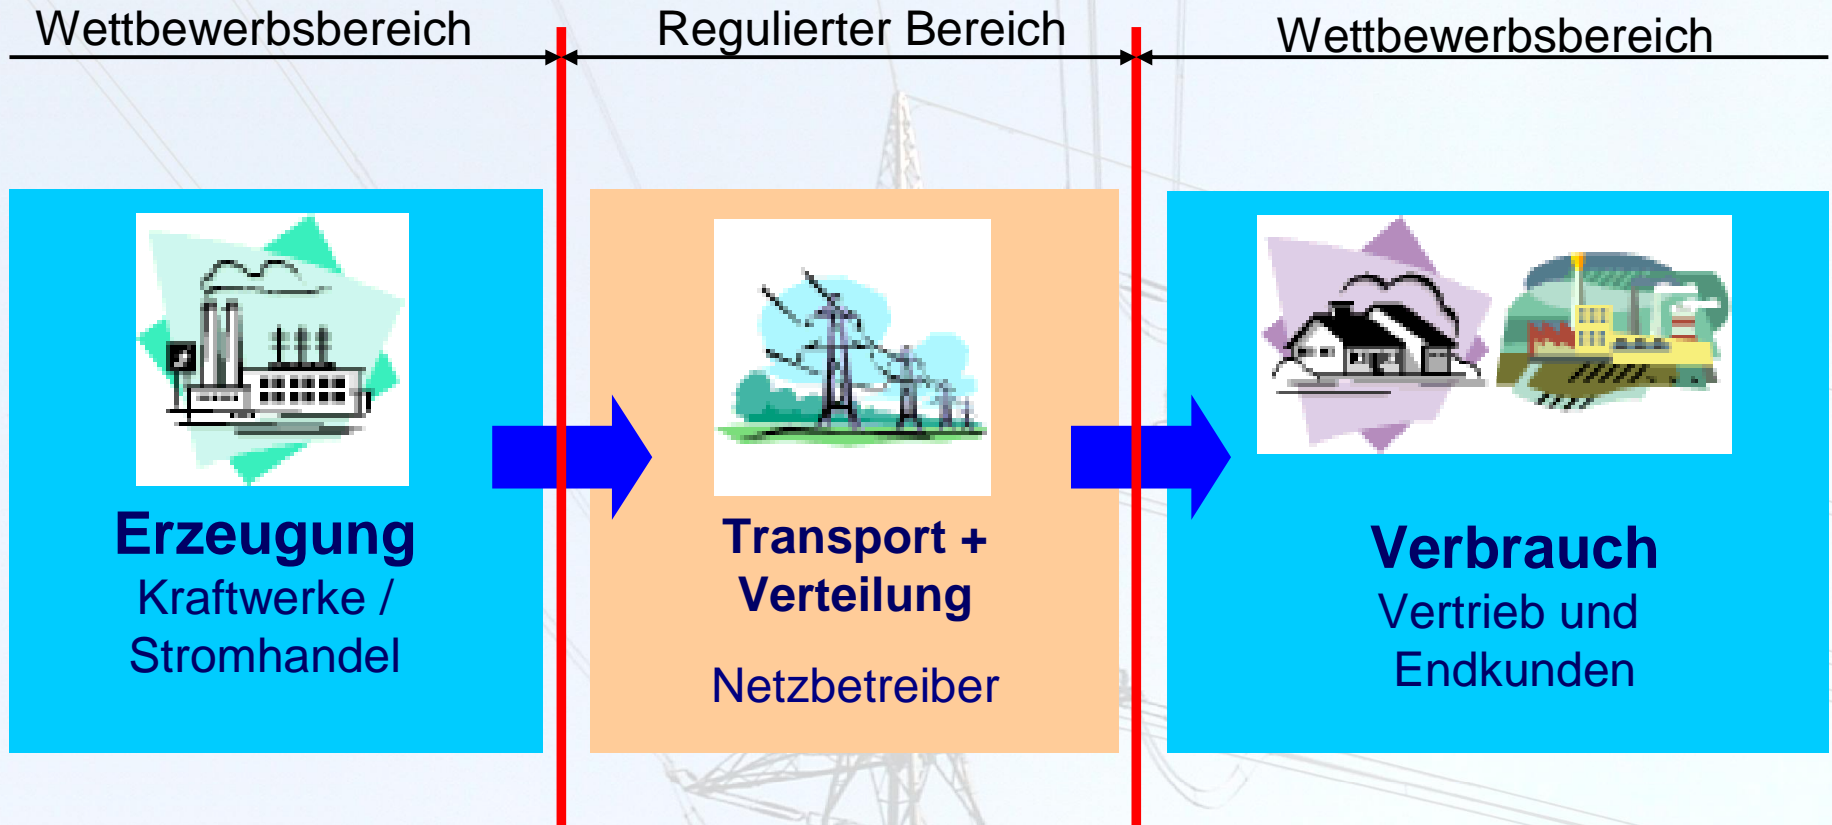 Wettbewerbsbereich
Regulierter Bereich
Wettbewerbsbereich
Erzeugung
Kraftwerke /
Stromhandel
Transport +
Verteilung
Netzbetreiber
Verbrauch
Vertrieb und
Endkunden